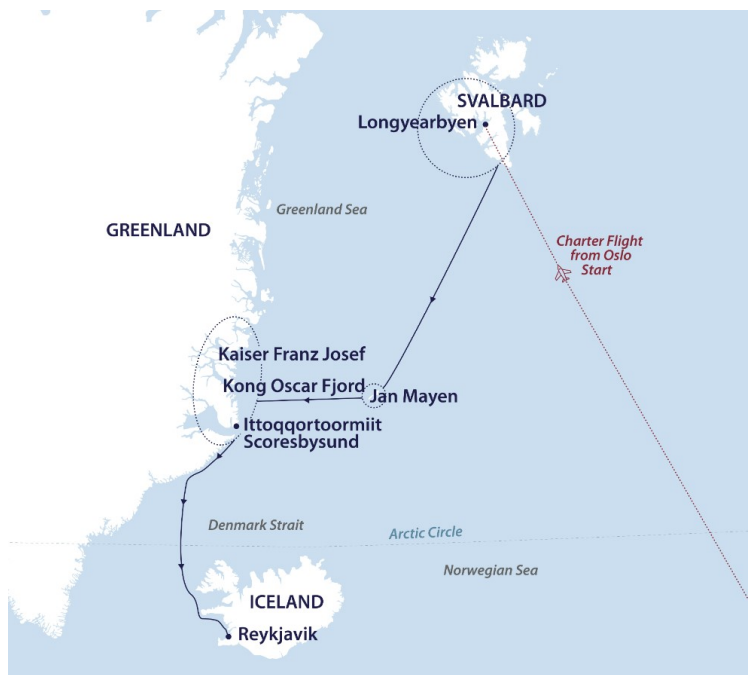 SVALBARD
Longyearbyen
Greenland Sea
GREENLAND
Charter Flight
from Oslo
Start
Kaiser Franz Josef
Kong Oscar Fjord
Jan Mayen
Ittoqqortoormiit
Scoresbysund
Denmark Strait
Arctic Circle
Norwegian Sea
ICELAND
Reykjavik